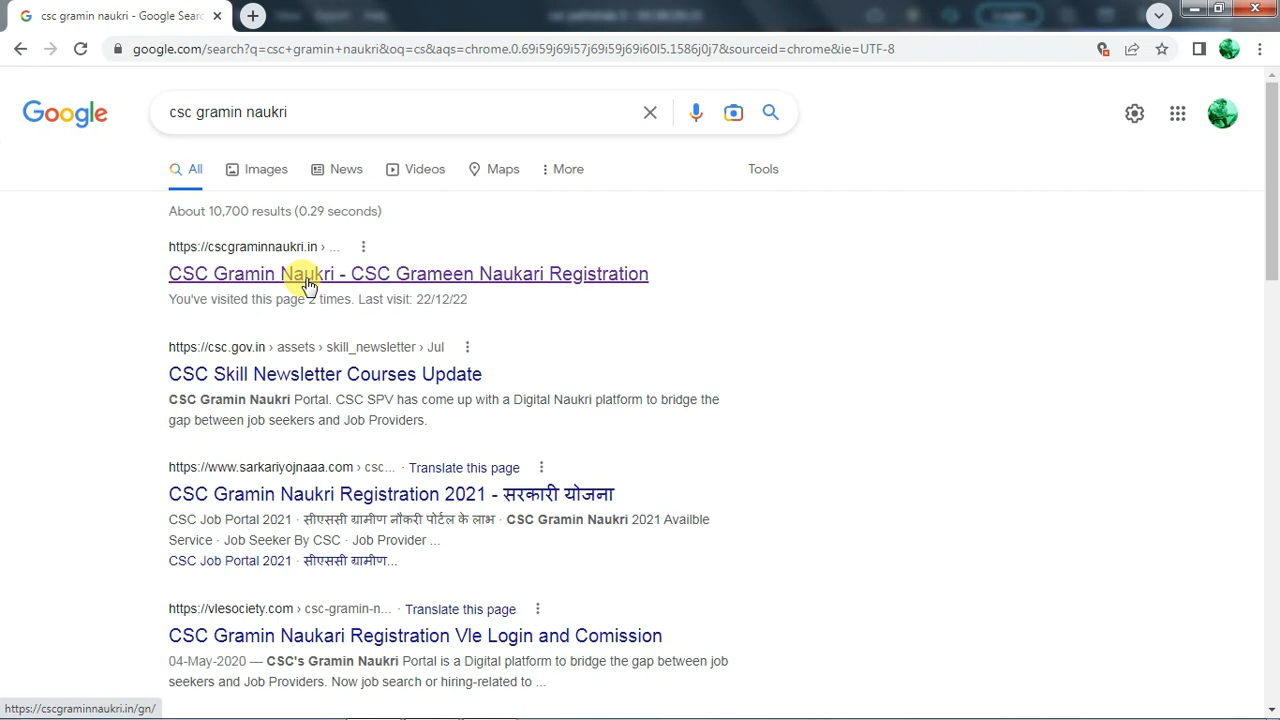 csc gramin naukri - Google Searc
google.com/search?q=csc+gramin+naukri&oq=cs&aqs=chrome.0.69i59j69i57j69i59j69i60l5.1586j0j7&sourceid=chrome&ie=UTF-8
Google
csc gramin naukri
All Images News Videos Maps More Tools
About 10,700 results (0.29 seconds)
https://cscgraminnaukri.in › ...
CSC Gramin Naukri - CSC Grameen Naukari Registration
You've visited this page 2 times. Last visit: 22/12/22
https://csc.gov.in › assets › skill_newsletter › Jul
CSC Skill Newsletter Courses Update
CSC Gramin Naukri Portal. CSC SPV has come up with a Digital Naukri platform to bridge the
gap between job seekers and Job Providers.
https://www.sarkariyojnaaa.com › csc... · Translate this page
CSC Gramin Naukri Registration 2021 - सरकारी योजना
CSC Job Portal 2021 · सीएससी ग्रामीण नौकरी पोर्टल के लाभ · CSC Gramin Naukri 2021 Availble
Service · Job Seeker By CSC · Job Provider ...
CSC Job Portal 2021 · सीएससी ग्रामीण...
https://vlesociety.com › csc-gramin-n... · Translate this page
CSC Gramin Naukari Registration Vle Login and Comission
04-May-2020 — CSC's Gramin Naukri Portal is a Digital platform to bridge the gap between job
seekers and Job Providers. Now job search or hiring-related to ...
https://cscgraminnaukri.in/gn/